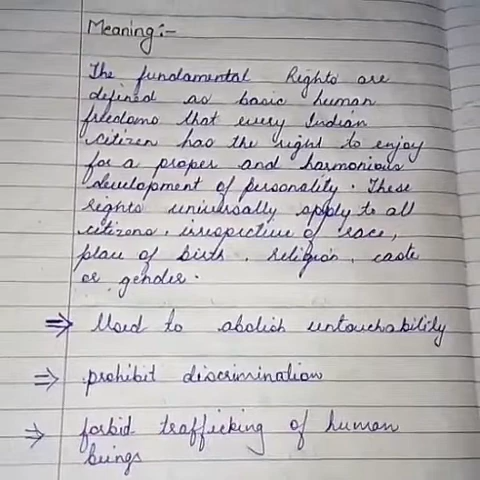 Meaning:-
The fundamental Rights are
defined as basic human
freedoms that every Indian
citizen has the right to enjoy
for a proper and harmonious
development of personality. These
rights universally apply to all
citizens, irrespective of race,
place of birth, religion, caste
or gender.
⇒ Used to abolish untouchability
⇒ prohibit discrimination
⇒ forbid trafficking of human
beings